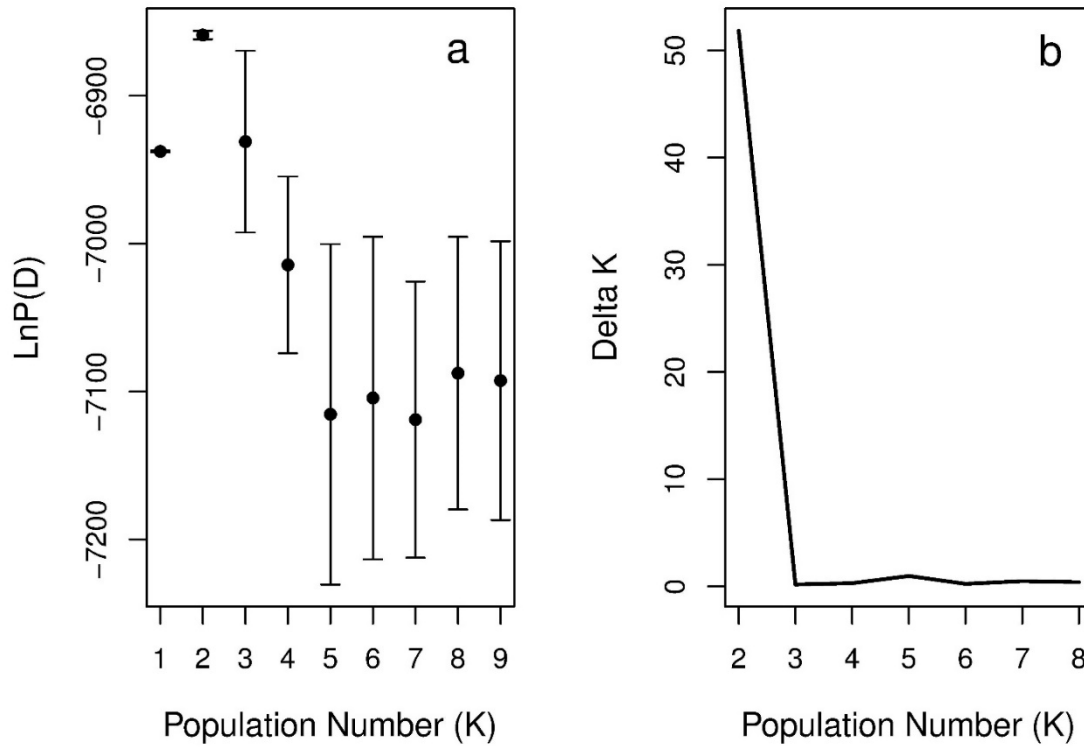 a
LnP(D)
−6900
−7000
−7100
−7200
1 2 3 4 5 6 7 8 9
Population Number (K)
b
Delta K
50
40
30
20
10
0
2 3 4 5 6 7 8
Population Number (K)